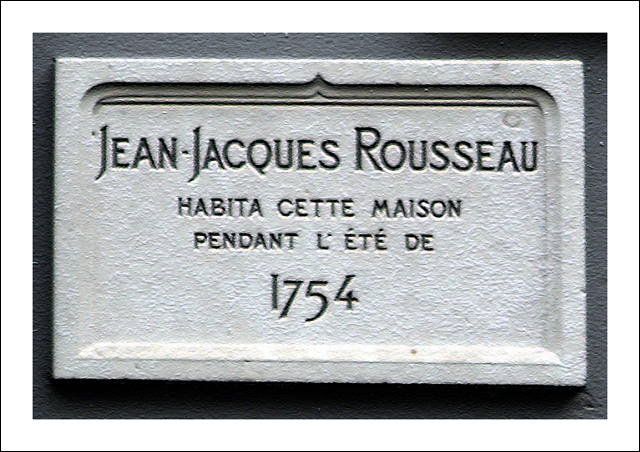 JEAN-JACQUES ROUSSEAU
HABITA CETTE MAISON
PENDANT L'ÉTÉ DE
1754